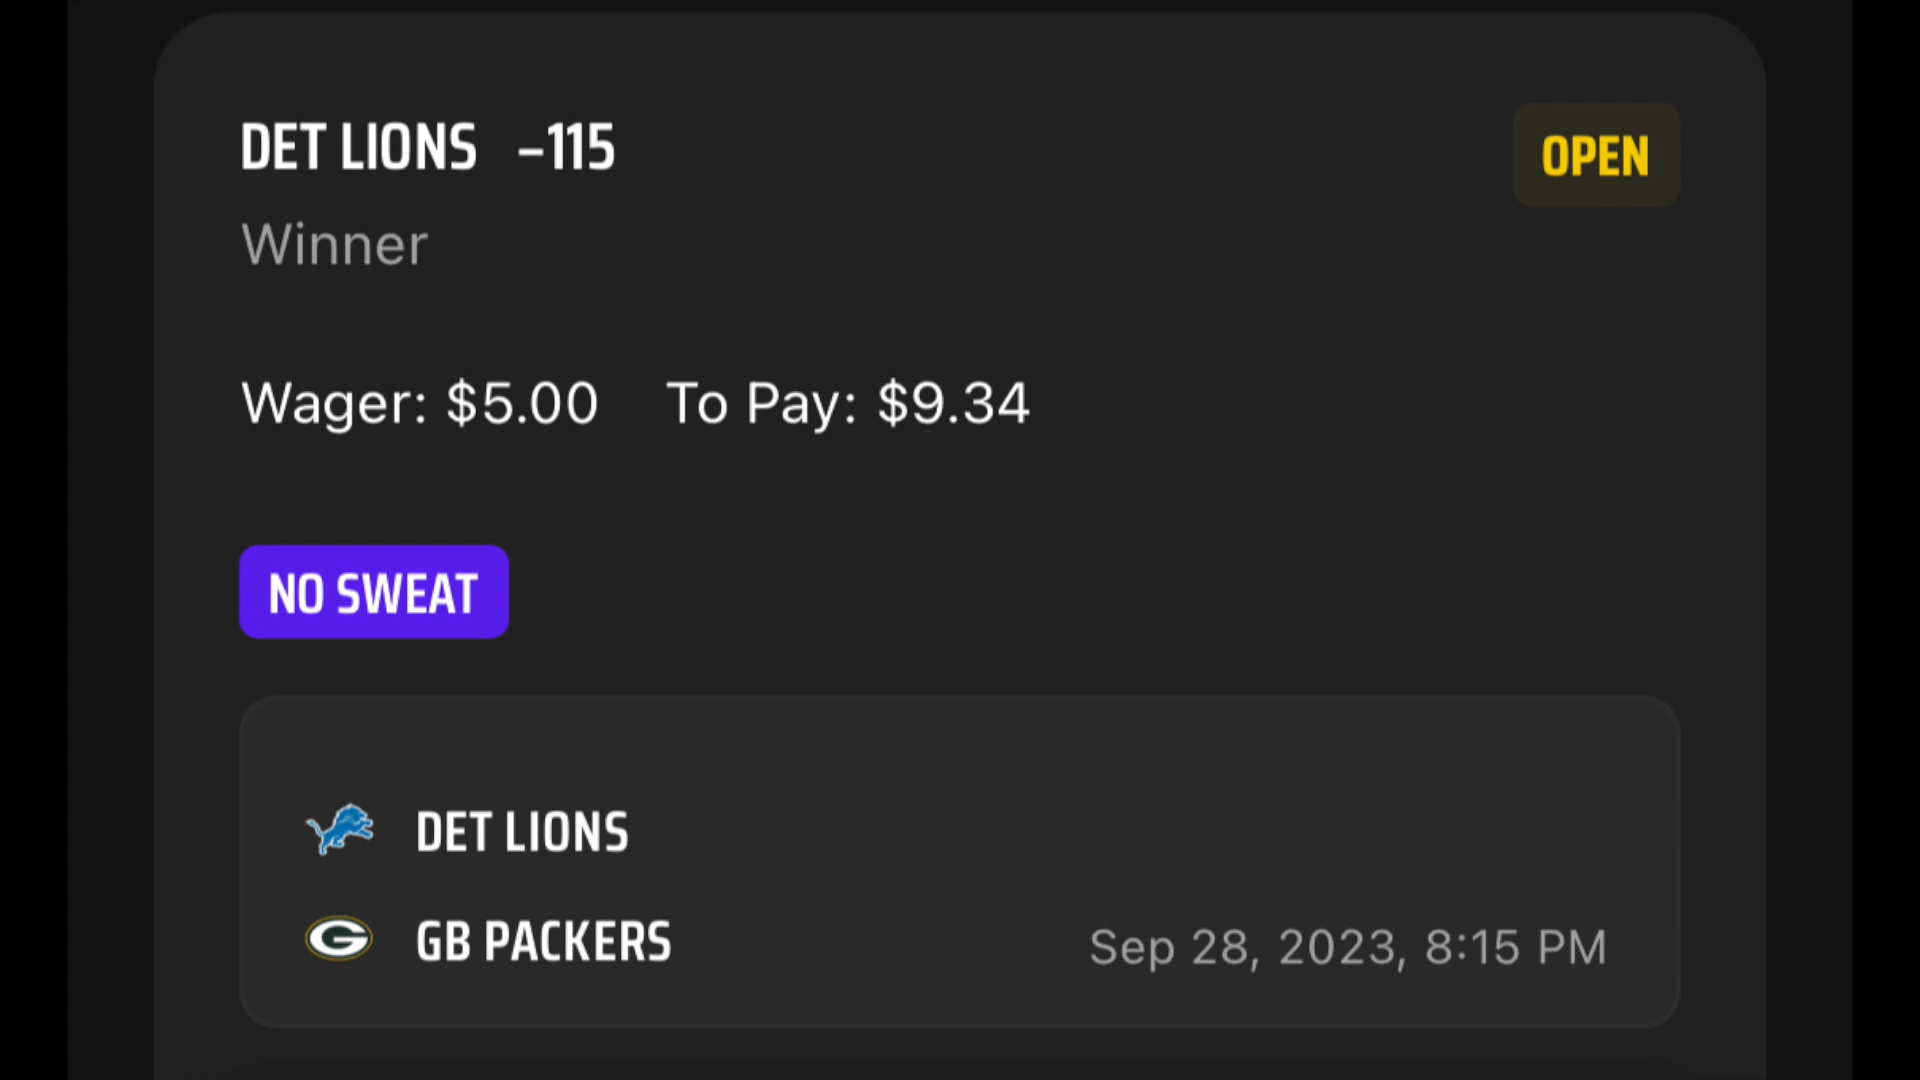 DET LIONS –115
OPEN
Winner
Wager: $5.00 To Pay: $9.34
NO SWEAT
DET LIONS
GB PACKERS
Sep 28, 2023, 8:15 PM